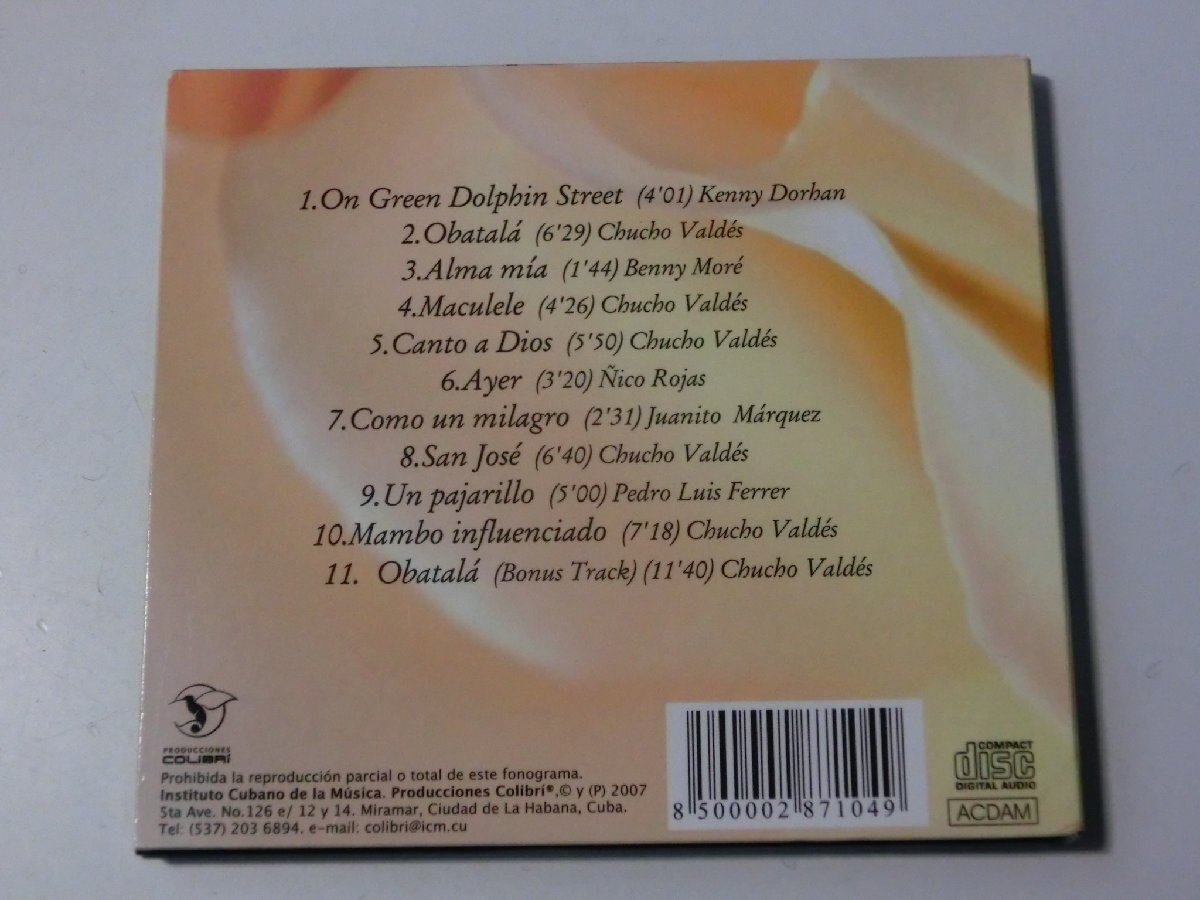 1.On Green Dolphin Street (4'01) Kenny Dorhan
2.Obatalá (6'29) Chucho Valdés
3.Alma mía (1'44) Benny Moré
4.Maculele (4'26) Chucho Valdés
5.Canto a Dios (5'50) Chucho Valdés
6.Ayer (3'20) Ñico Rojas
7.Como un milagro (2'31) Juanito Márquez
8.San José (6'40) Chucho Valdés
9.Un pajarillo (5'00) Pedro Luis Ferrer
10.Mambo influenciado (7'18) Chucho Valdés
11. Obatalá (Bonus Track) (11'40) Chucho Valdés
PRODUCCIONES
COLIBRÍ
Prohibida la reproducción parcial o total de este fonograma.
Instituto Cubano de la Música. Producciones Colibrí®,© y (P) 2007
5ta Ave. No.126 e/ 12 y 14. Miramar, Ciudad de La Habana, Cuba.
Tel: (537) 203 6894. e-mail: colibri@icm.cu
8 500002 871049
COMPACT
disc
DIGITAL AUDIO
ACDAM